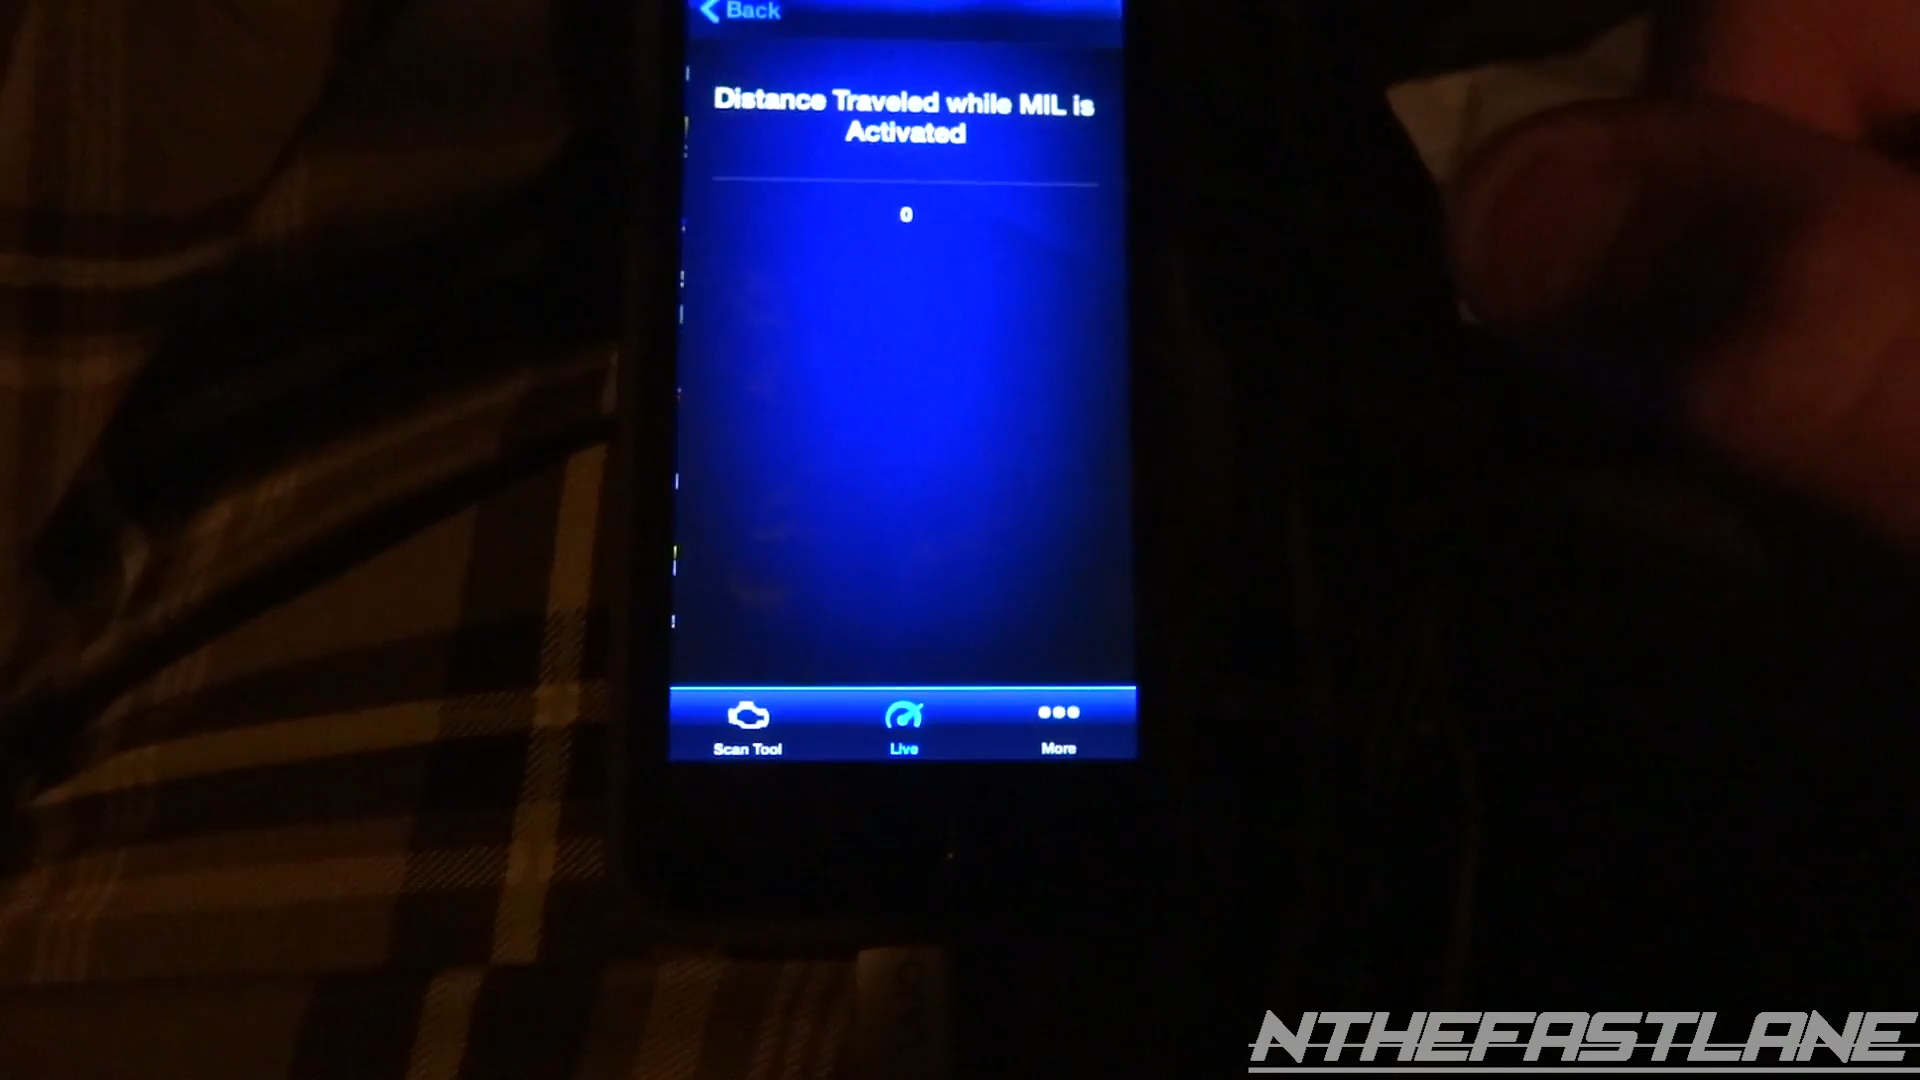 Back
Distance Traveled while MIL is
Activated
0
Scan Tool
Live
More
NTHEFASTLANE